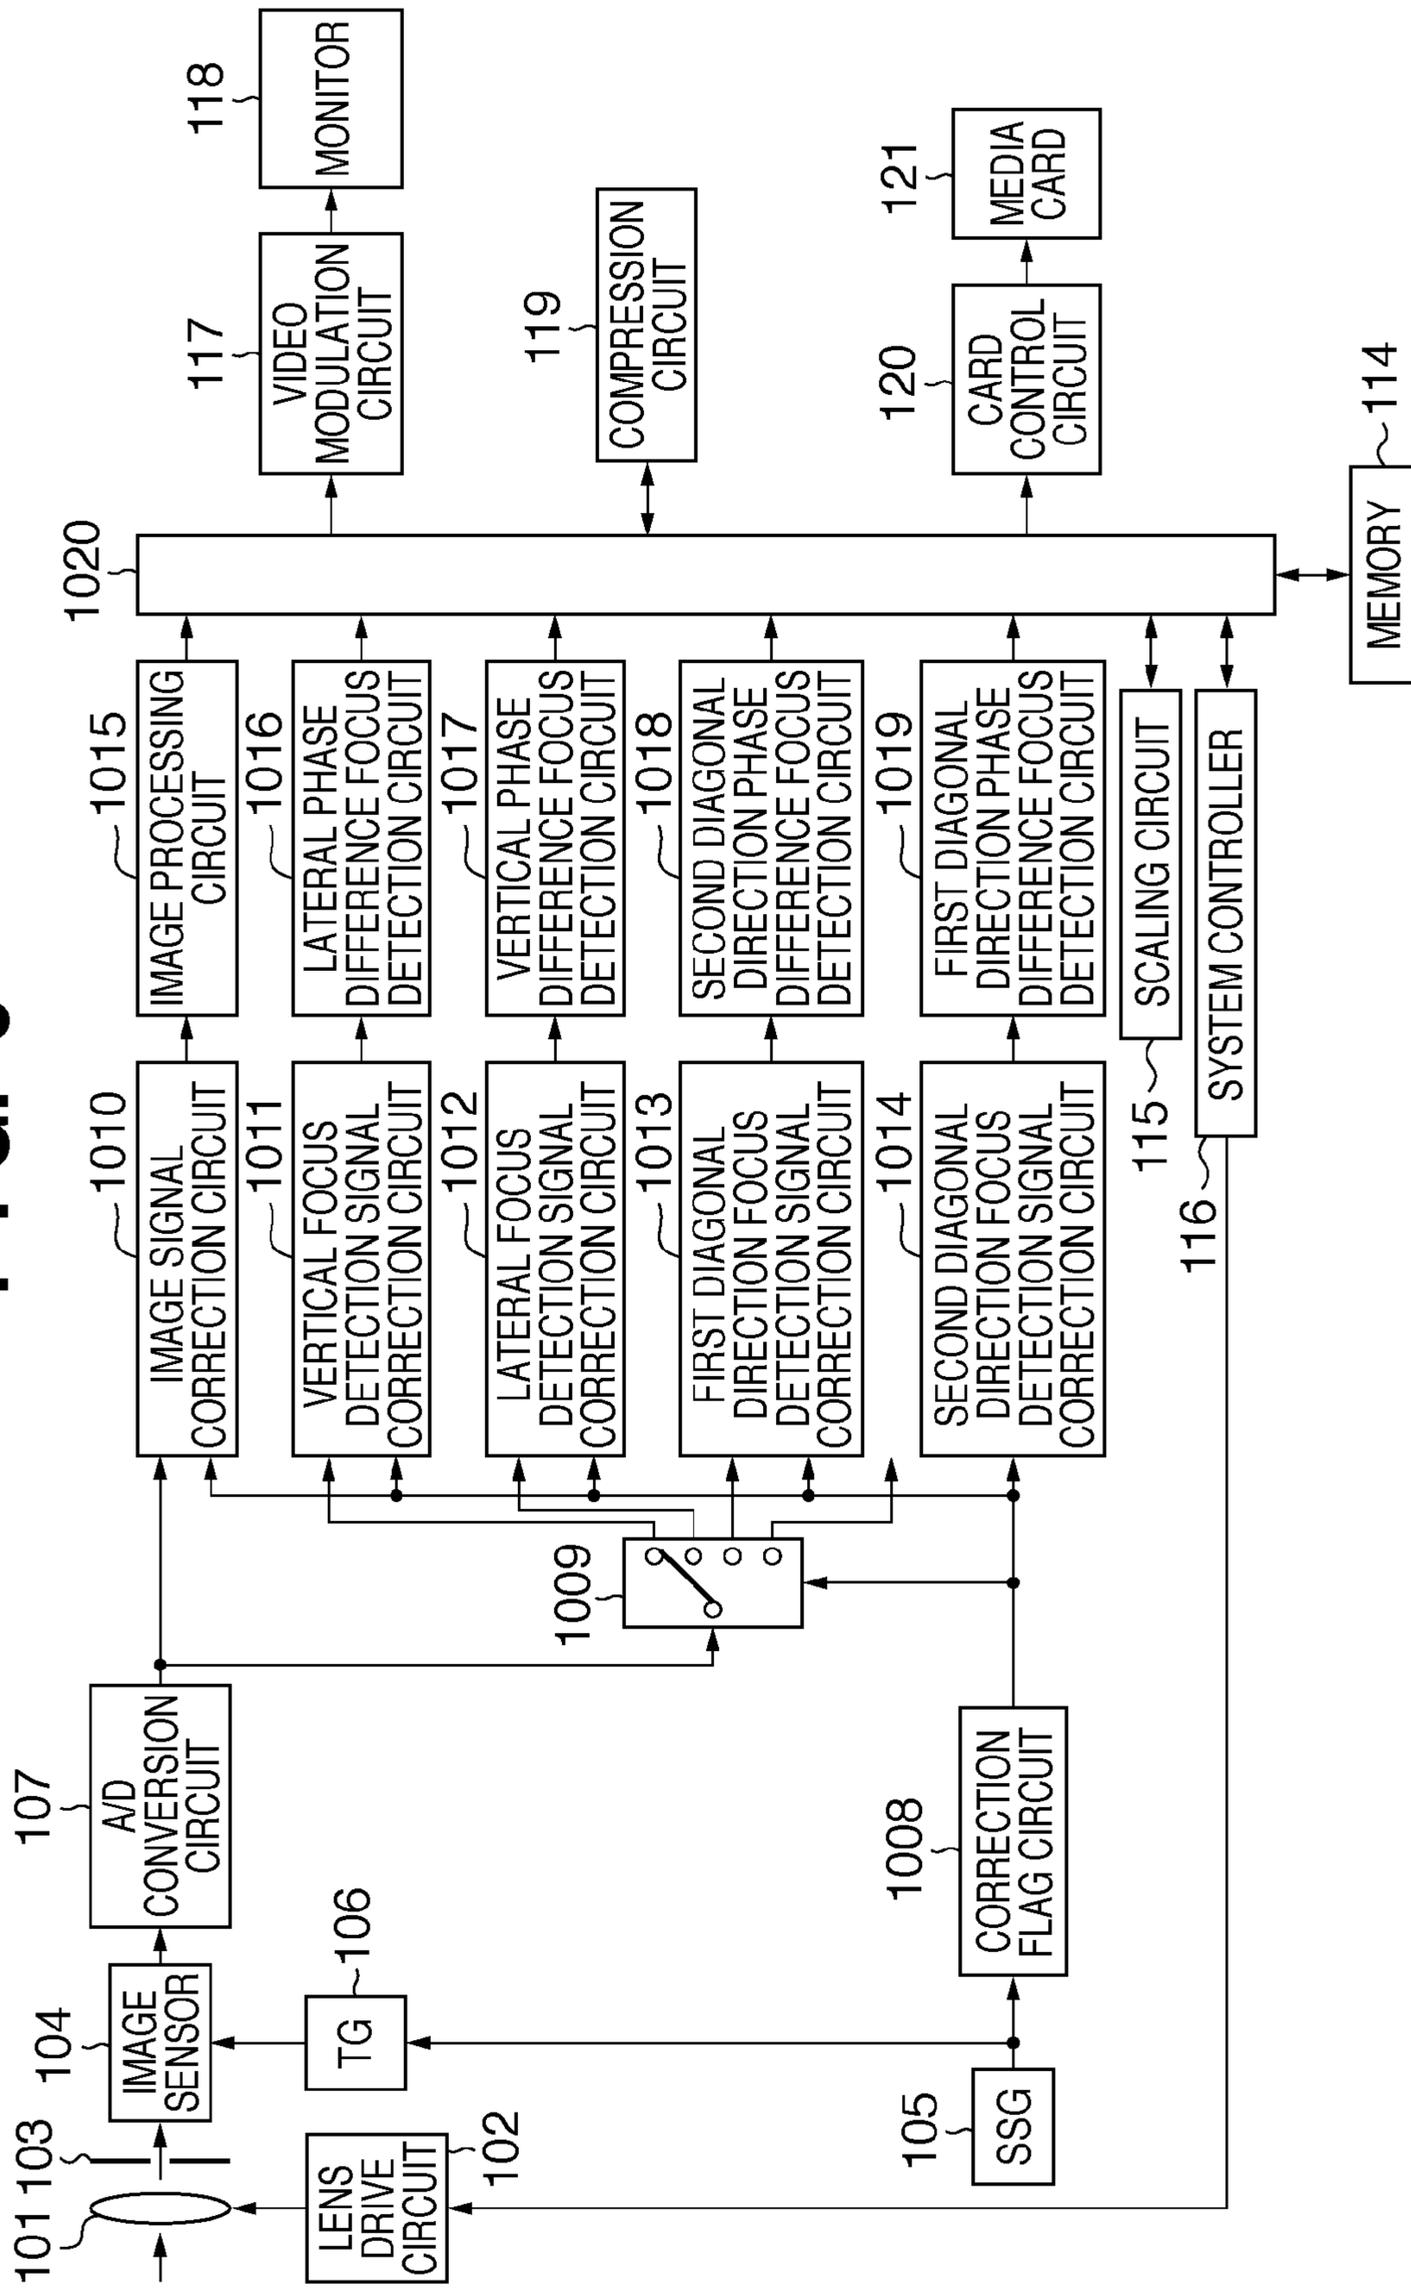 101
103
104
IMAGE
SENSOR
107
A/D
CONVERSION
CIRCUIT
102
LENS
DRIVE
CIRCUIT
106
TG
105
SSG
1008
CORRECTION
FLAG CIRCUIT
1009
1010
IMAGE SIGNAL
CORRECTION CIRCUIT
1015
IMAGE PROCESSING
CIRCUIT
1011
VERTICAL FOCUS
DETECTION SIGNAL
CORRECTION CIRCUIT
1016
LATERAL PHASE
DIFFERENCE FOCUS
DETECTION CIRCUIT
1012
LATERAL FOCUS
DETECTION SIGNAL
CORRECTION CIRCUIT
1017
VERTICAL PHASE
DIFFERENCE FOCUS
DETECTION CIRCUIT
1013
FIRST DIAGONAL
DIRECTION FOCUS
DETECTION SIGNAL
CORRECTION CIRCUIT
1018
SECOND DIAGONAL
DIRECTION PHASE
DIFFERENCE FOCUS
DETECTION CIRCUIT
1014
SECOND DIAGONAL
DIRECTION FOCUS
DETECTION SIGNAL
CORRECTION CIRCUIT
1019
FIRST DIAGONAL
DIRECTION PHASE
DIFFERENCE FOCUS
DETECTION CIRCUIT
115
SCALING CIRCUIT
116
SYSTEM CONTROLLER
1020
117
VIDEO
MODULATION
CIRCUIT
118
MONITOR
119
COMPRESSION
CIRCUIT
120
CARD
CONTROL
CIRCUIT
121
MEDIA
CARD
114
MEMORY